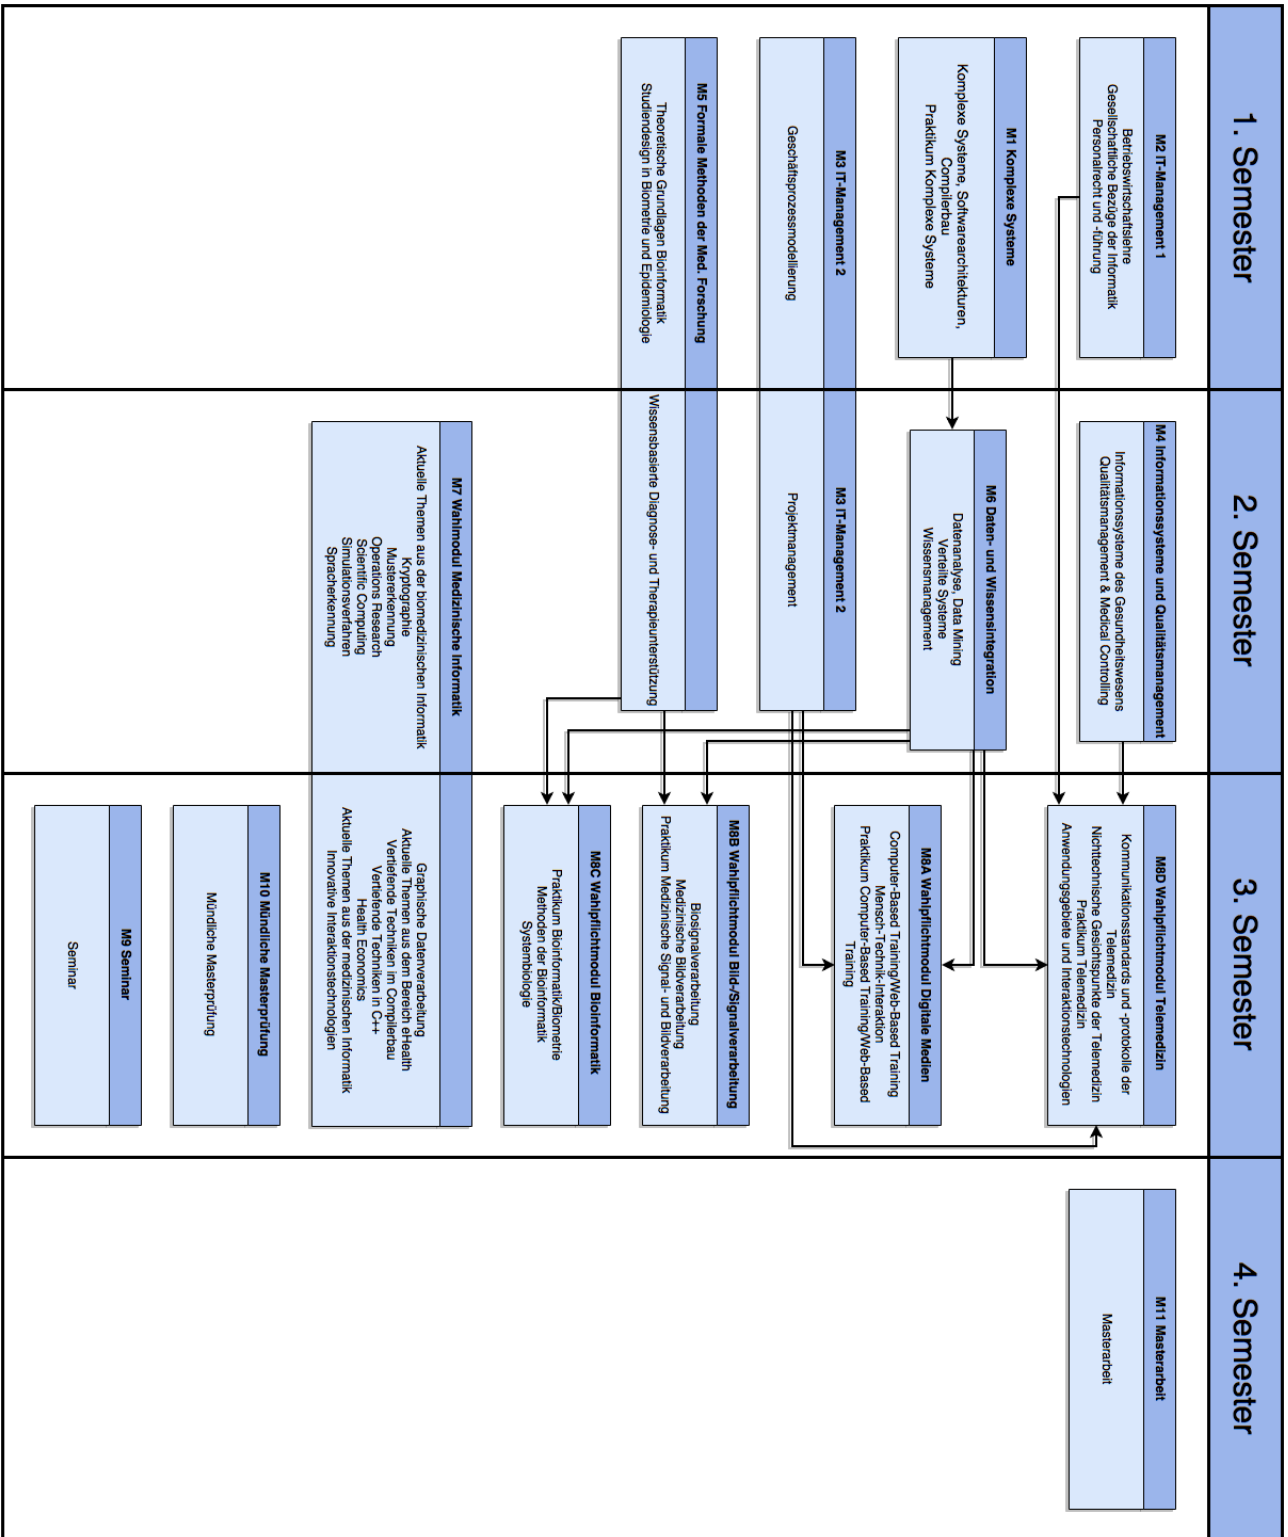 1. Semester
2. Semester
3. Semester
4. Semester
M2 IT-Management 1
Betriebswirtschaftslehre
Gesellschaftliche Bezüge der Informatik
Personalrecht und -führung
M1 Komplexe Systeme
Komplexe Systeme, Softwarearchitekturen,
Compilerbau
Praktikum Komplexe Systeme
M3 IT-Management 2
Geschäftsprozessmodellierung
M5 Formale Methoden der Med. Forschung
Theoretische Grundlagen Bioinformatik
Studiendesign in Biometrie und Epidemiologie
M4 Informationssysteme und Qualitätsmanagement
Informationssysteme des Gesundheitswesens
Qualitätsmanagement & Medical Controlling
M6 Daten- und Wissensintegration
Datenanalyse, Data Mining
Verteilte Systeme
Wissensmanagement
M3 IT-Management 2
Projektmanagement
Wissensbasierte Diagnose- und Therapieunterstützung
M7 Wahlmodul Medizinische Informatik
Aktuelle Themen aus der biomedizinischen Informatik
Kryptographie
Mustererkennung
Operations Research
Scientific Computing
Simulationsverfahren
Spracherkennung
M8D Wahlpflichtmodul Telemedizin
Kommunikationsstandards und -protokolle der
Telemedizin
Nichttechnische Gesichtspunkte der Telemedizin
Praktikum Telemedizin
Anwendungsgebiete und Interaktionstechnologien
M8A Wahlpflichtmodul Digitale Medien
Computer-Based Training/Web-Based Training
Mensch-Technik-Interaktion
Praktikum Computer-Based Training/Web-Based
Training
M8B Wahlpflichtmodul Bild-/Signalverarbeitung
Biosignalverarbeitung
Medizinische Bildverarbeitung
Praktikum Medizinische Signal- und Bildverarbeitung
M8C Wahlpflichtmodul Bioinformatik
Praktikum Bioinformatik/Biometrie
Methoden der Bioinformatik
Systembiologie
Graphische Datenverarbeitung
Aktuelle Themen aus dem Bereich eHealth
Vertiefende Techniken im Compilerbau
Vertiefende Techniken in C++
Health Economics
Aktuelle Themen aus der medizinischen Informatik
Innovative Interaktionstechnologien
M10 Mündliche Masterprüfung
Mündliche Masterprüfung
M9 Seminar
Seminar
M11 Masterarbeit
Masterarbeit